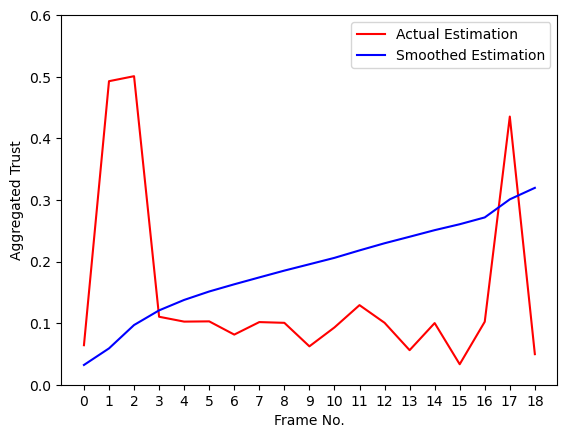 Actual Estimation
Smoothed Estimation
Aggregated Trust
0.6
0.5
0.4
0.3
0.2
0.1
0.0
0 1 2 3 4 5 6 7 8 9 10 11 12 13 14 15 16 17 18
Frame No.